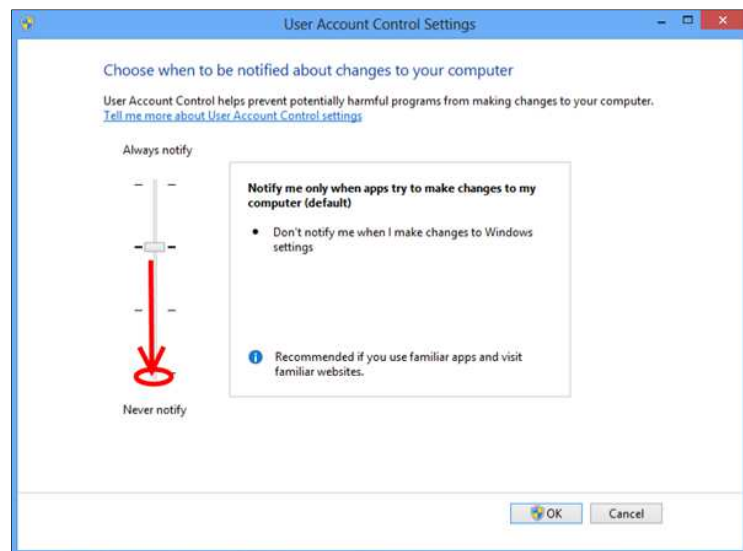 User Account Control Settings
Choose when to be notified about changes to your computer
User Account Control helps prevent potentially harmful programs from making changes to your computer.
Tell me more about User Account Control settings
Always notify
Notify me only when apps try to make changes to my
computer (default)
• Don't notify me when I make changes to Windows
settings
Recommended if you use familiar apps and visit
familiar websites.
Never notify
OK
Cancel